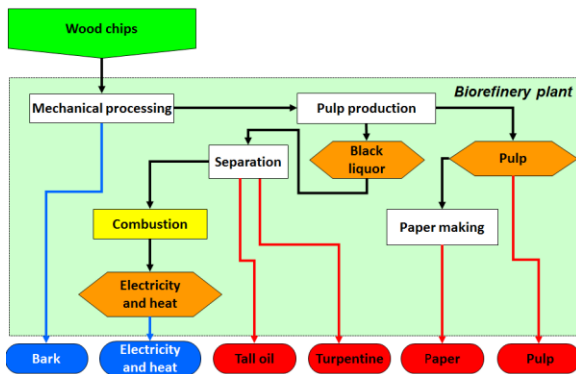 Wood chips
Biorefinery plant
Mechanical processing
Pulp production
Separation
Black
liquor
Pulp
Combustion
Paper making
Electricity
and heat
Bark
Electricity
and heat
Tall oil
Turpentine
Paper
Pulp